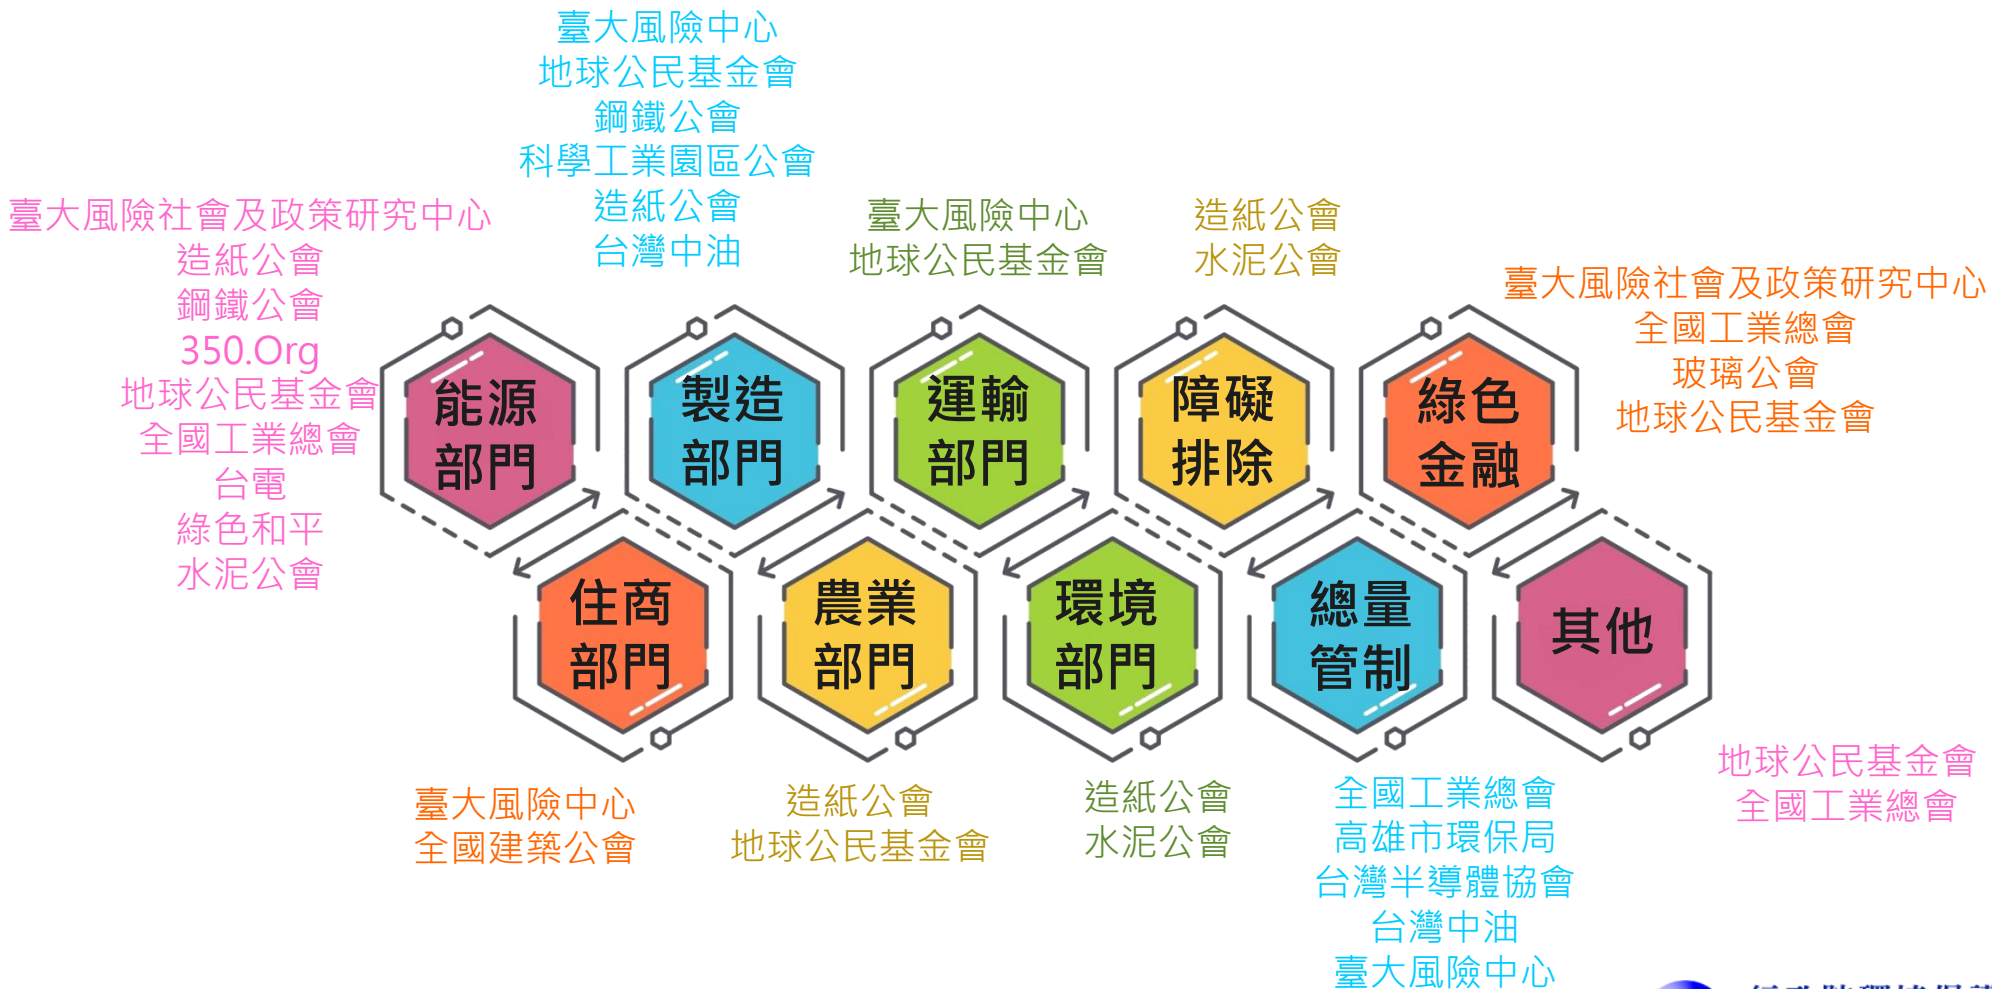 臺大風險中心
地球公民基金會
鋼鐵公會
科學工業園區公會
造紙公會
台灣中油
臺大風險社會及政策研究中心
造紙公會
鋼鐵公會
350.Org
地球公民基金會
全國工業總會
台電
綠色和平
水泥公會
臺大風險中心
地球公民基金會
造紙公會
水泥公會
臺大風險社會及政策研究中心
全國工業總會
玻璃公會
地球公民基金會
能源
部門
製造
部門
運輸
部門
障礙
排除
綠色
金融
住商
部門
農業
部門
環境
部門
總量
管制
其他
臺大風險中心
全國建築公會
造紙公會
地球公民基金會
造紙公會
水泥公會
全國工業總會
高雄市環保局
台灣半導體協會
台灣中油
臺大風險中心
地球公民基金會
全國工業總會